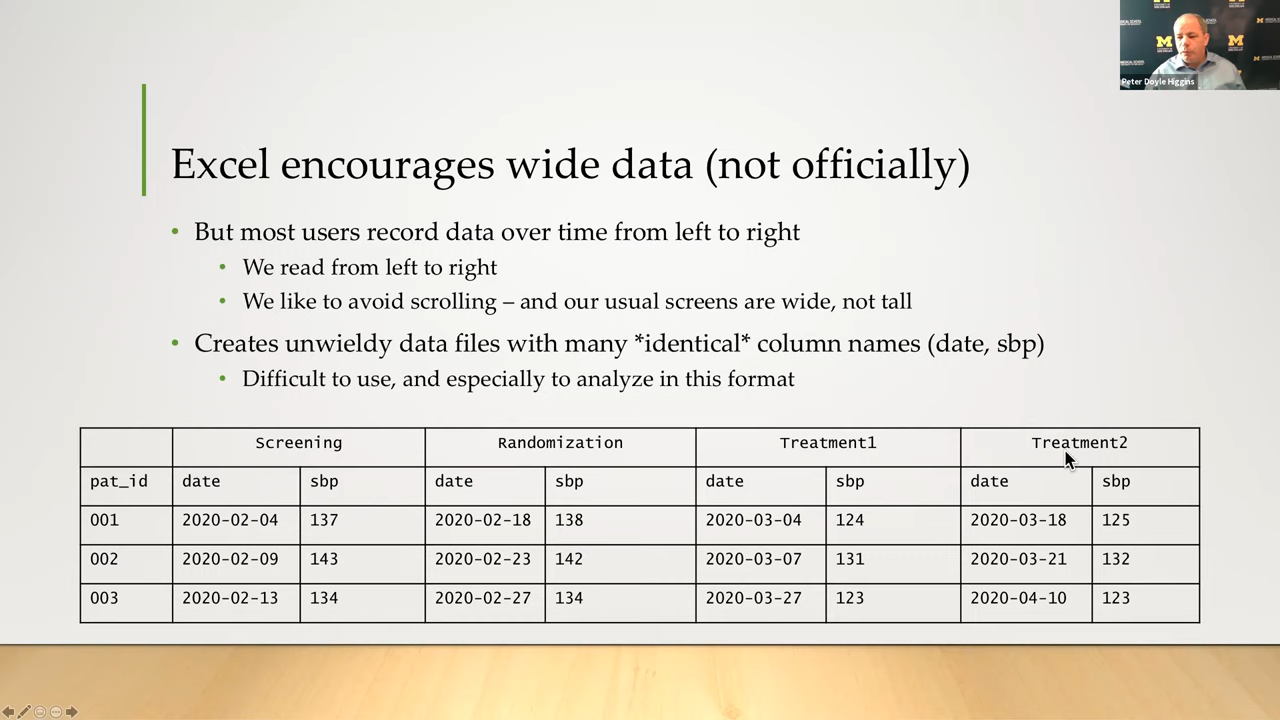 M
M
Peter Doyle Higgins
Excel encourages wide data (not officially)
• But most users record data over time from left to right
• We read from left to right
• We like to avoid scrolling – and our usual screens are wide, not tall
• Creates unwieldy data files with many *identical* column names (date, sbp)
• Difficult to use, and especially to analyze in this format
Screening Randomization Treatment1 Treatment2
pat_id date sbp date sbp date sbp date sbp
001 2020-02-04 137 2020-02-18 138 2020-03-04 124 2020-03-18 125
002 2020-02-09 143 2020-02-23 142 2020-03-07 131 2020-03-21 132
003 2020-02-13 134 2020-02-27 134 2020-03-27 123 2020-04-10 123